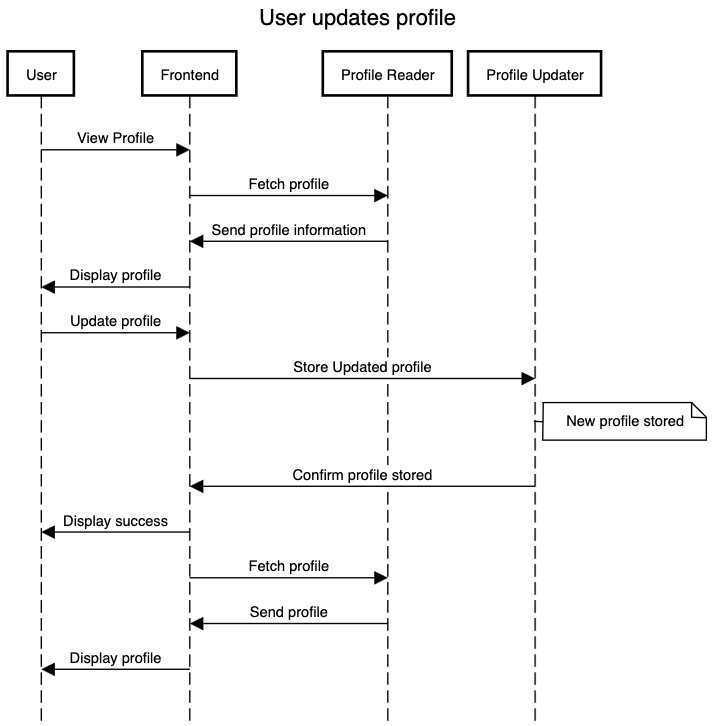 User updates profile
User
Frontend
Profile Reader
Profile Updater
View Profile
Fetch profile
Send profile information
Display profile
Update profile
Store Updated profile
New profile stored
Confirm profile stored
Display success
Fetch profile
Send profile
Display profile